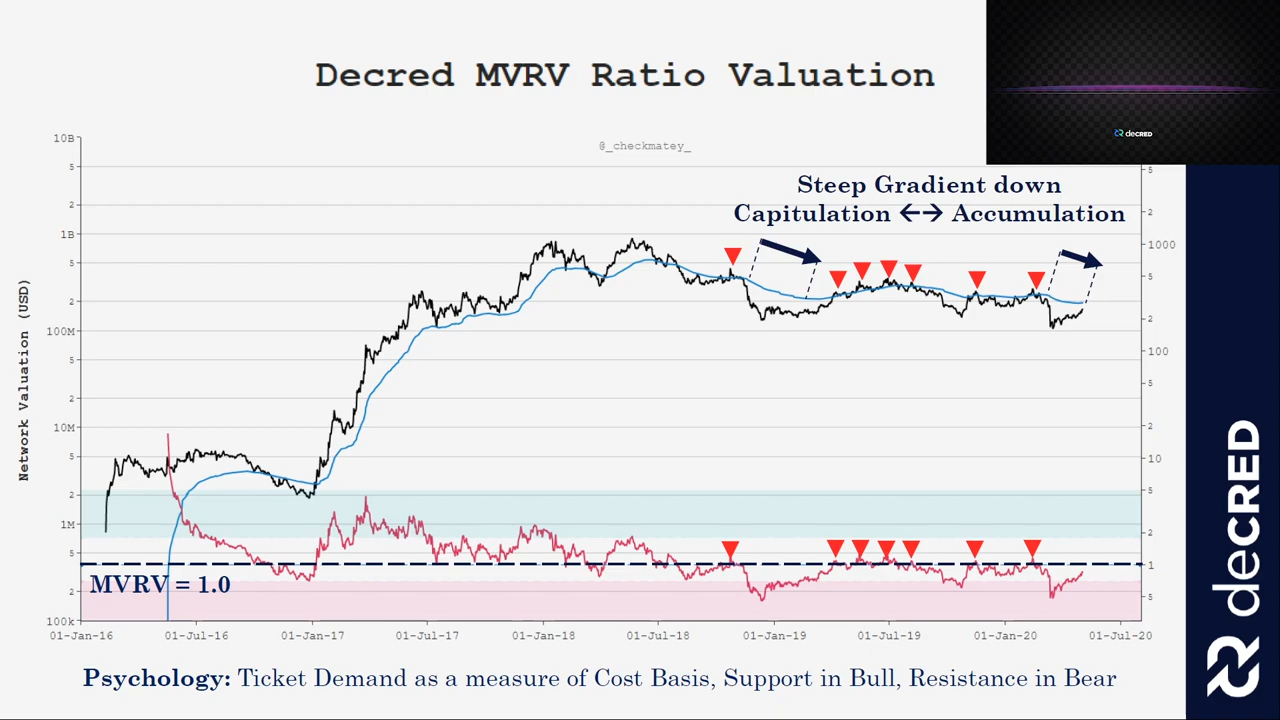 Decred MVRV Ratio Valuation
decRED
@_checkmatey_
Steep Gradient down
Capitulation ←→ Accumulation
Network Valuation (USD)
10B
5
2
1B
5
2
100M
5
2
10M
5
2
1M
5
2
100k
5
2
1000
5
2
100
5
2
10
5
2
1
5
MVRV = 1.0
01-Jan-16
01-Jul-16
01-Jan-17
01-Jul-17
01-Jan-18
01-Jul-18
01-Jan-19
01-Jul-19
01-Jan-20
01-Jul-20
Psychology: Ticket Demand as a measure of Cost Basis, Support in Bull, Resistance in Bear
decRED